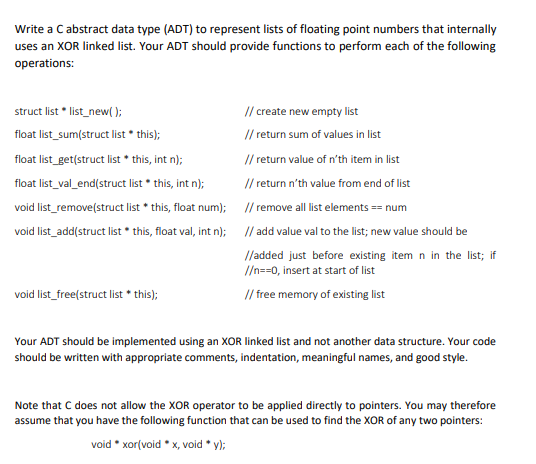 Write a C abstract data type (ADT) to represent lists of floating point numbers that internally
uses an XOR linked list. Your ADT should provide functions to perform each of the following
operations:
struct list * list_new( ); // create new empty list
float list_sum(struct list * this); // return sum of values in list
float list_get(struct list * this, int n); // return value of n'th item in list
float list_val_end(struct list * this, int n); // return n'th value from end of list
void list_remove(struct list * this, float num); // remove all list elements == num
void list_add(struct list * this, float val, int n); // add value val to the list; new value should be
//added just before existing item n in the list; if
//n==0, insert at start of list
void list_free(struct list * this); // free memory of existing list
Your ADT should be implemented using an XOR linked list and not another data structure. Your code
should be written with appropriate comments, indentation, meaningful names, and good style.
Note that C does not allow the XOR operator to be applied directly to pointers. You may therefore
assume that you have the following function that can be used to find the XOR of any two pointers:
void * xor(void * x, void * y);